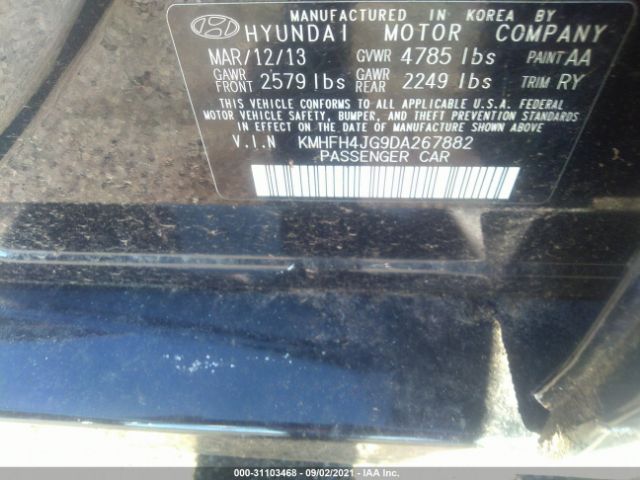 MANUFACTURED IN KOREA BY
HYUNDAI MOTOR COMPANY
MAR/12/13 GVWR 4785 lbs PAINT AA
GAWR FRONT 2579 lbs GAWR REAR 2249 lbs TRIM RY
THIS VEHICLE CONFORMS TO ALL APPLICABLE U.S.A. FEDERAL
MOTOR VEHICLE SAFETY, BUMPER, AND THEFT PREVENTION STANDARDS
IN EFFECT ON THE DATE OF MANUFACTURE SHOWN ABOVE.
V.I.N KMHFH4JG9DA267882
PASSENGER CAR
000-31103468 - 09/02/2021 - IAA Inc.